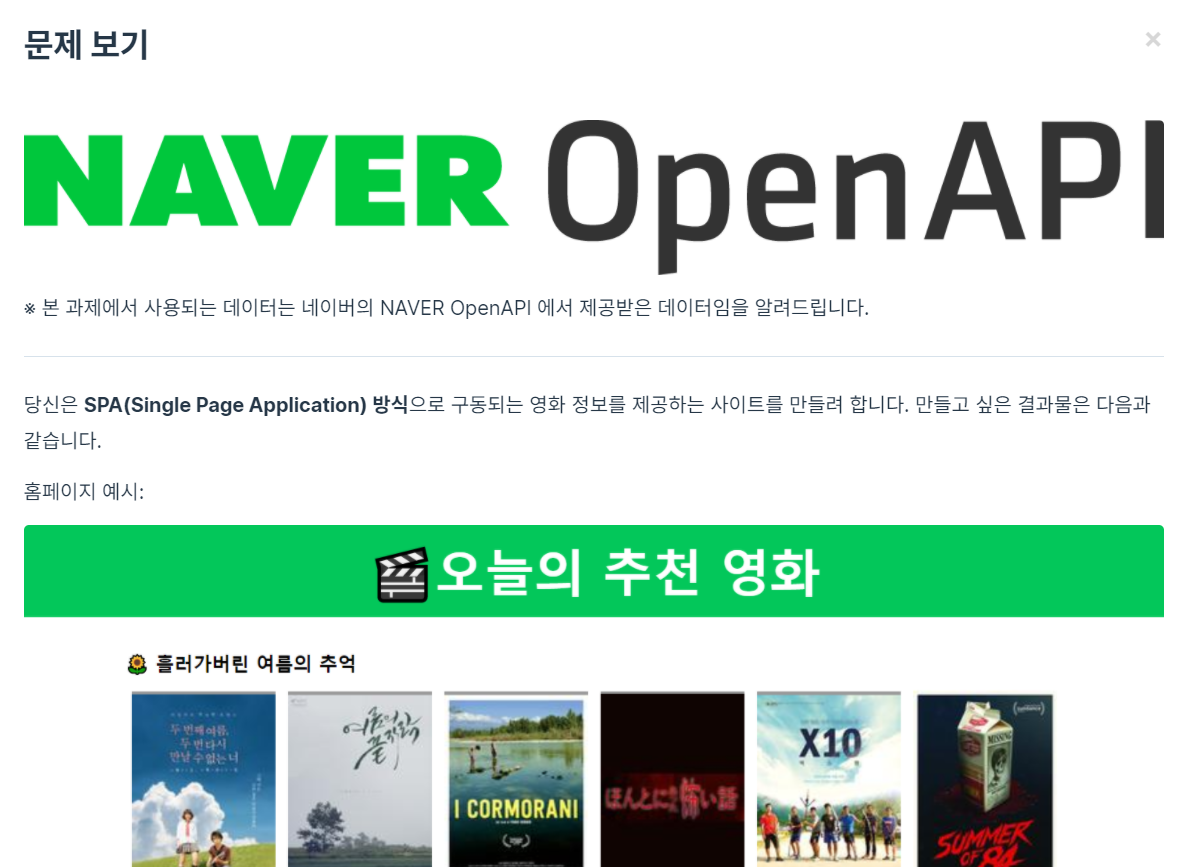 문제 보기
×
NAVER OpenAPI
※ 본 과제에서 사용되는 데이터는 네이버의 NAVER OpenAPI 에서 제공받은 데이터임을 알려드립니다.
당신은 SPA(Single Page Application) 방식으로 구동되는 영화 정보를 제공하는 사이트를 만들려 합니다. 만들고 싶은 결과물은 다음과
같습니다.
홈페이지 예시:
오늘의 추천 영화
흘러가버린 여름의 추억
두 번째 여름,
두 번 다시
만날 수 없는 너
여름의
끝자락
I CORMORANI
ほんとに怖い話
X10
MISSING
SUMMER
OF 84